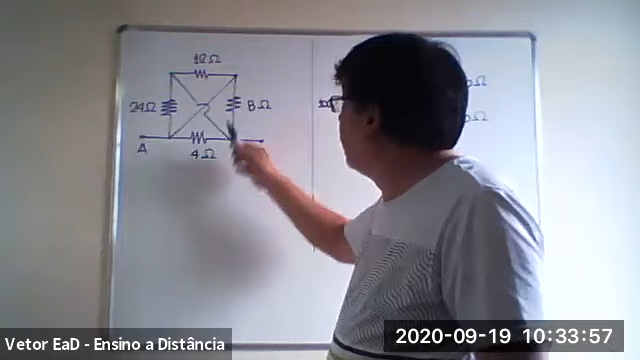 12Ω
24Ω
8Ω
A
4Ω
Vetor EaD - Ensino a Distância
2020-09-19 10:33:57